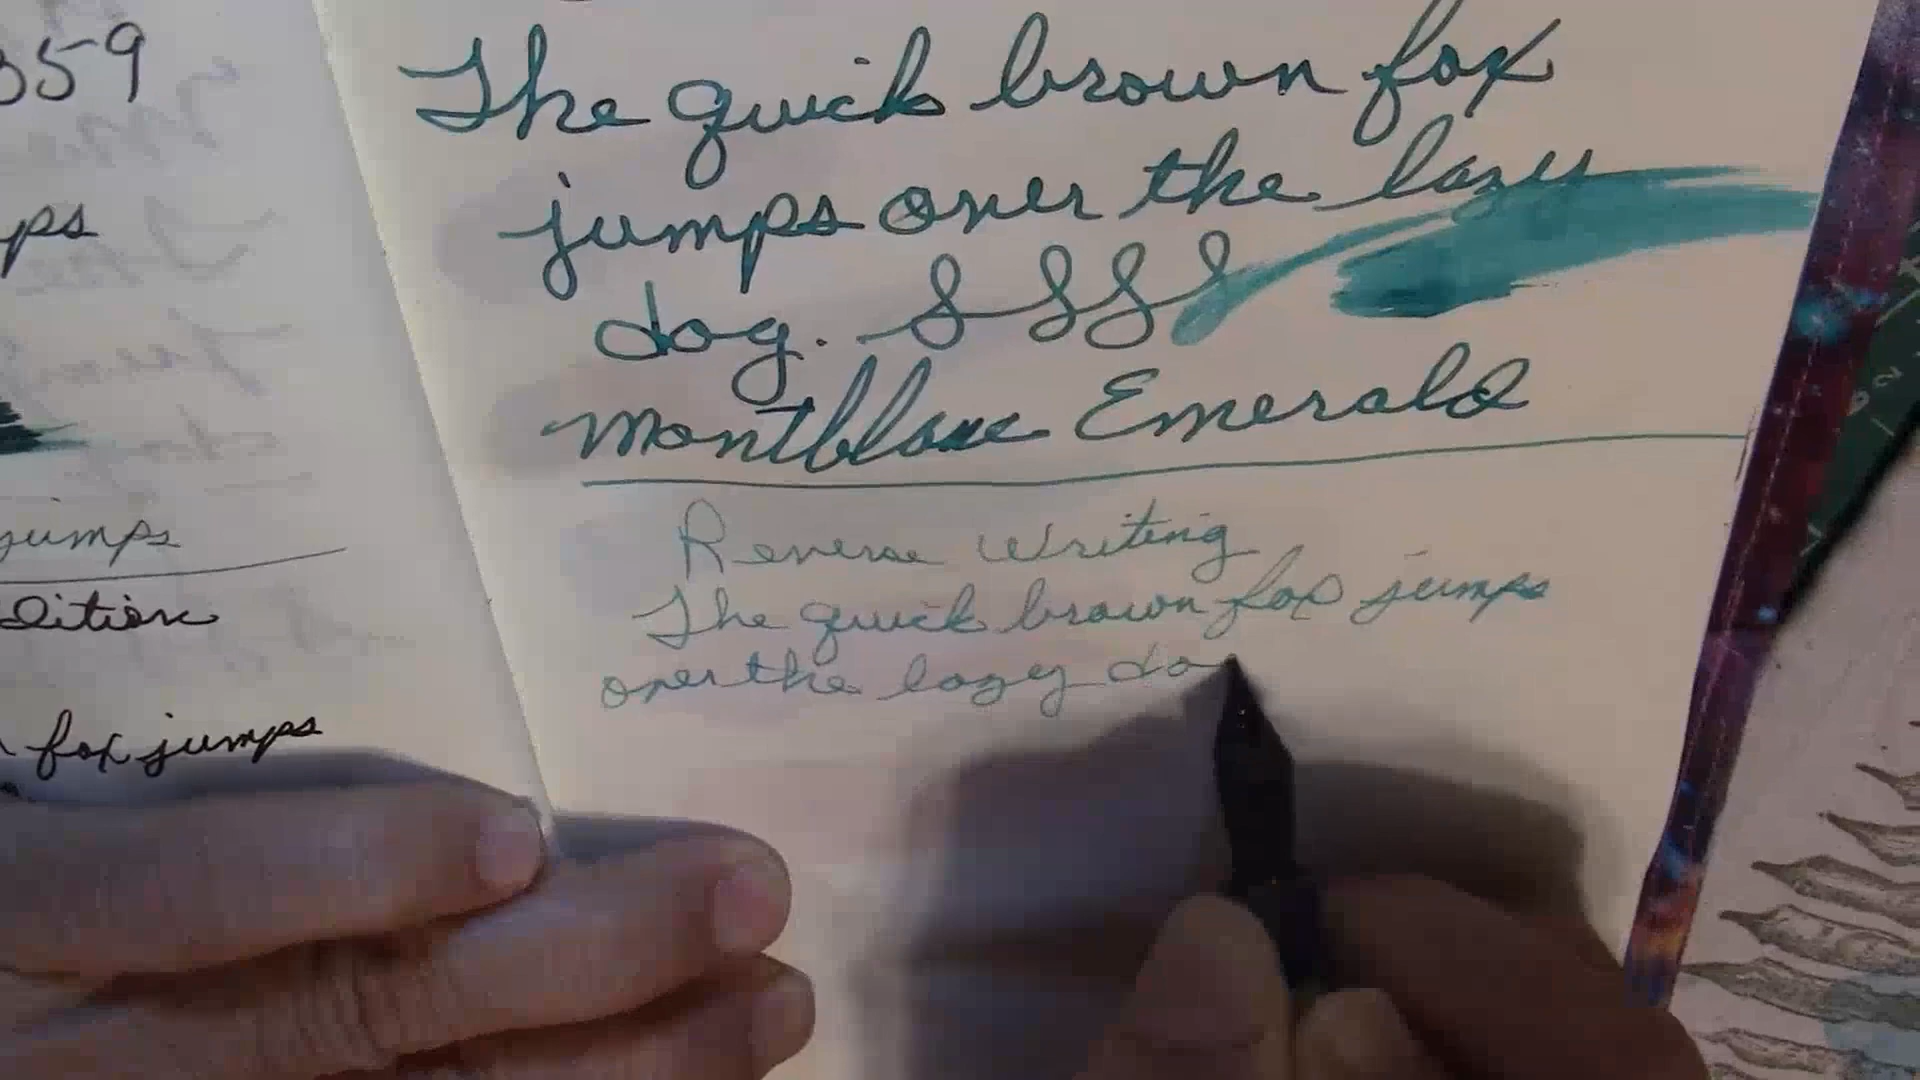 359
ps
jumps
dition
fox jumps
The quick brown fox
jumps over the lazy
dog. S S S S
Montblanc Emerald
Reverse Writing
The quick brown fox jumps
over the lazy do